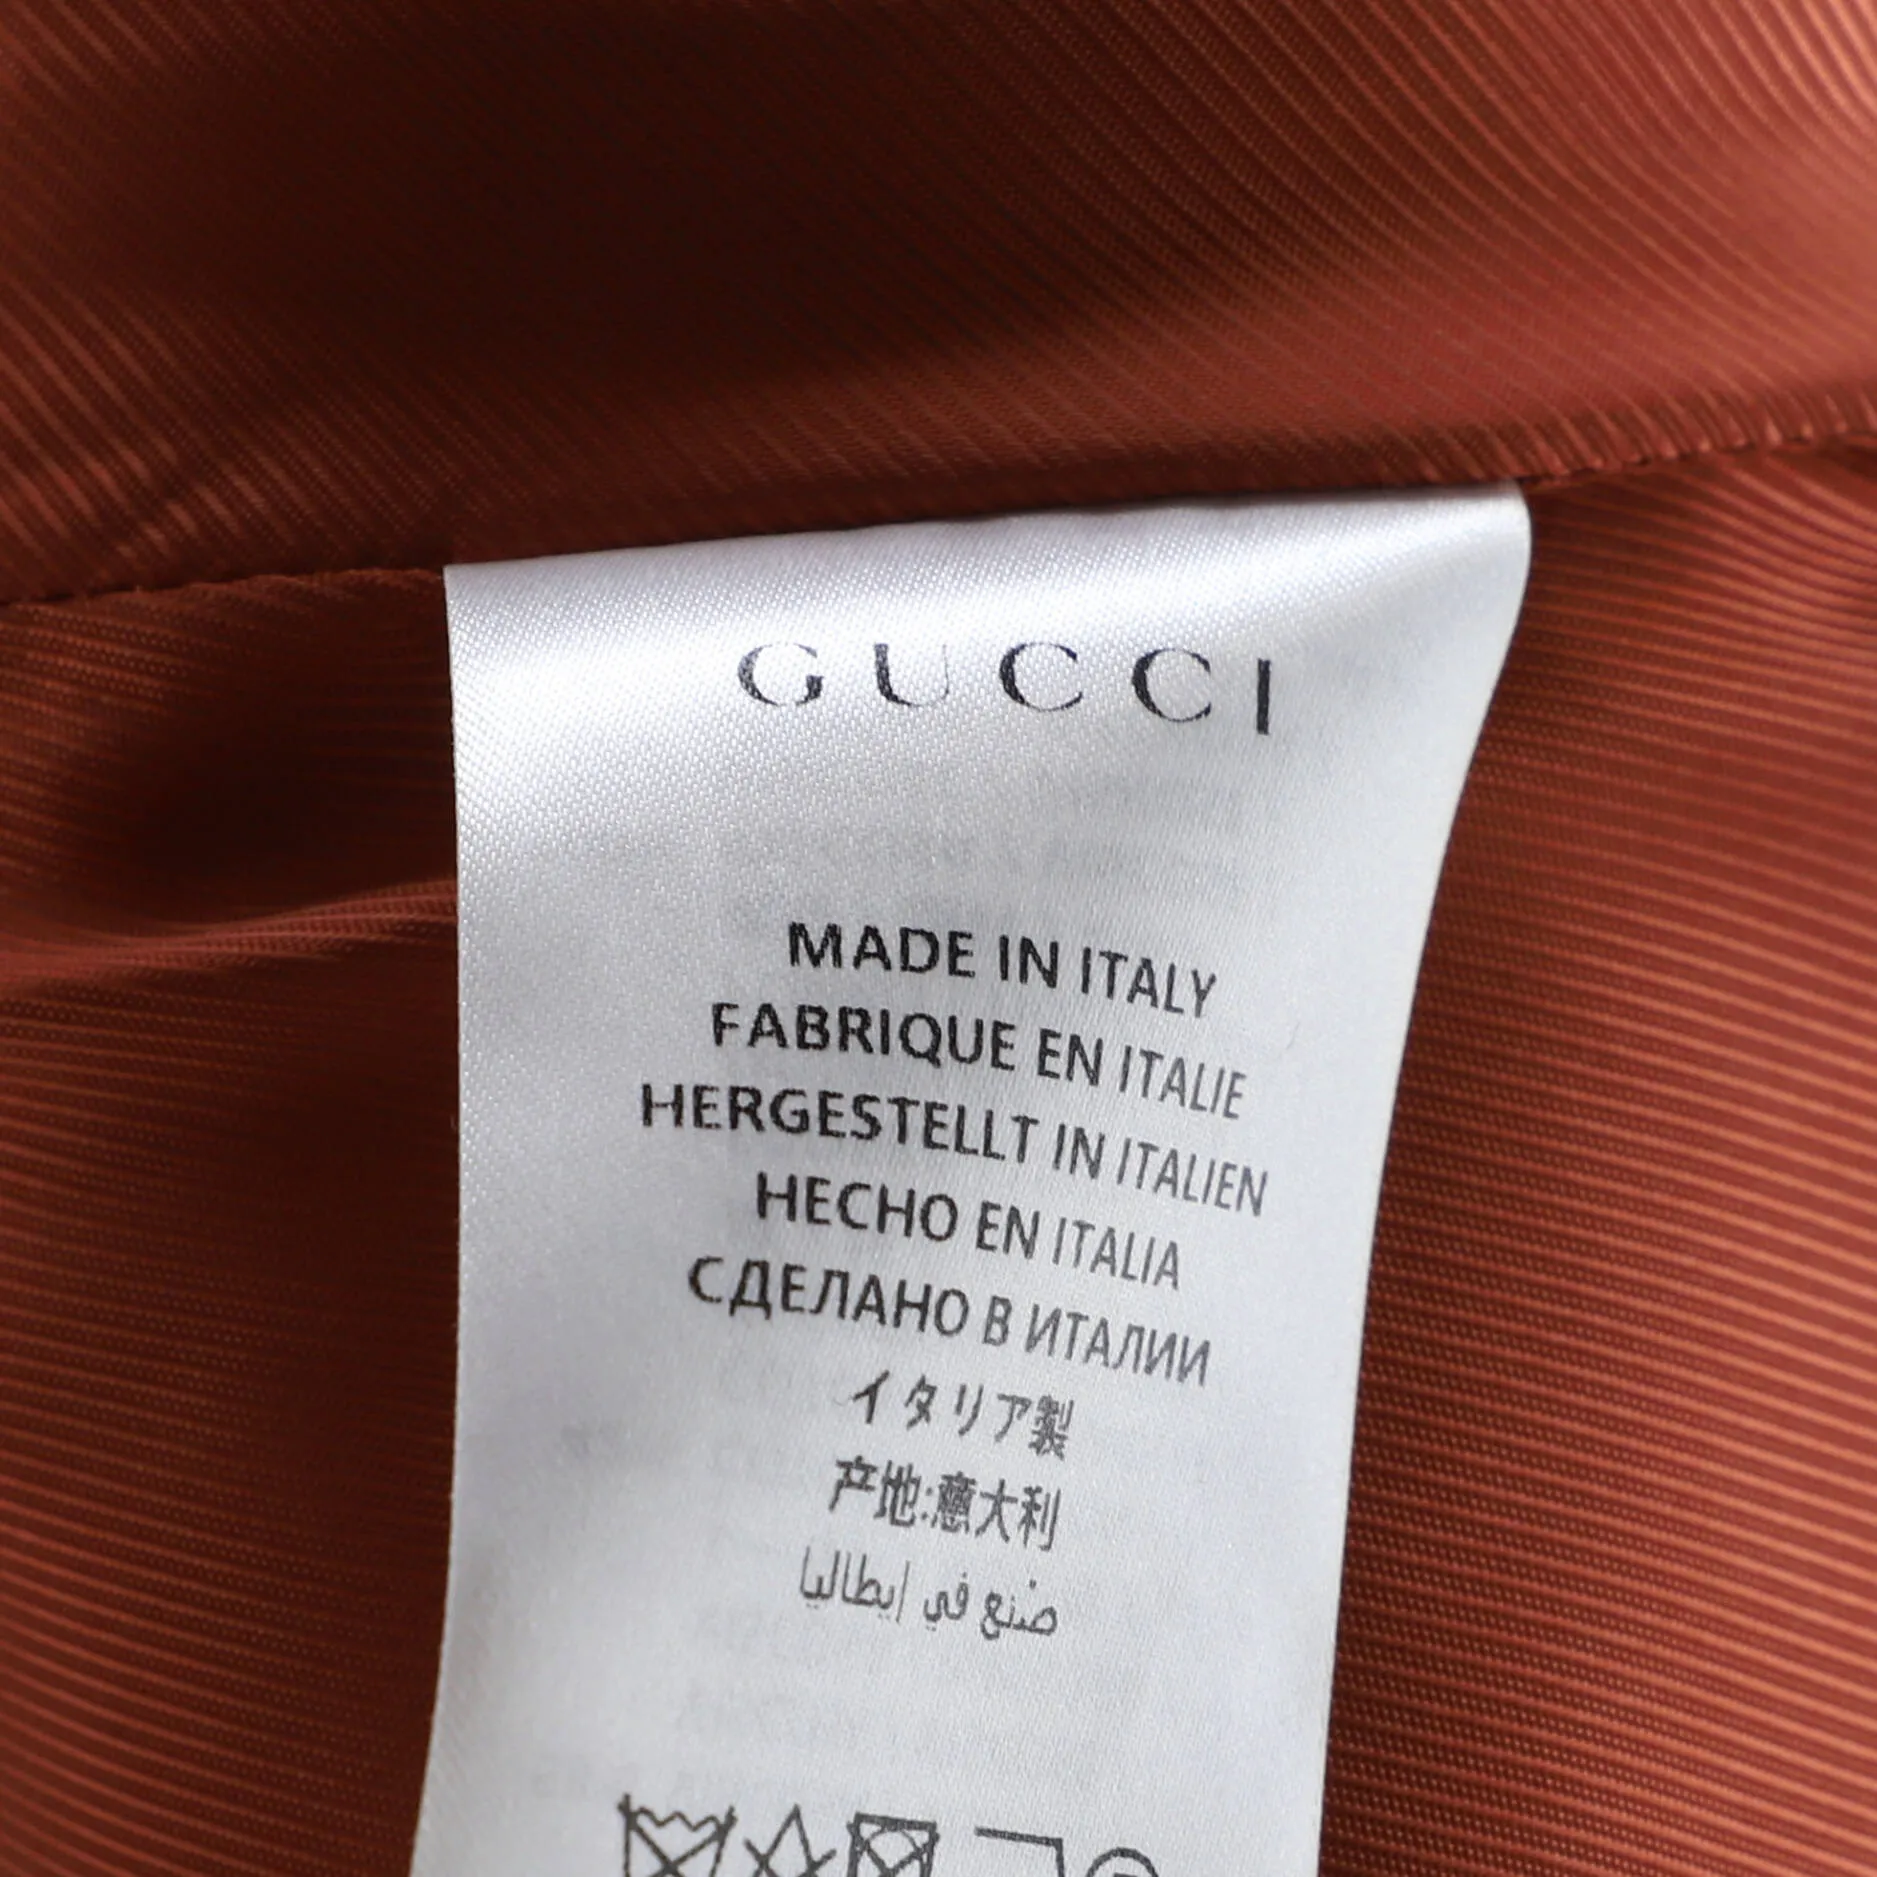 GUCCI
MADE IN ITALY
FABRIQUE EN ITALIE
HERGESTELLT IN ITALIEN
HECHO EN ITALIA
СДЕЛАНО В ИТАЛИИ
イタリア製
产地:意大利
صُنع في إيطاليا